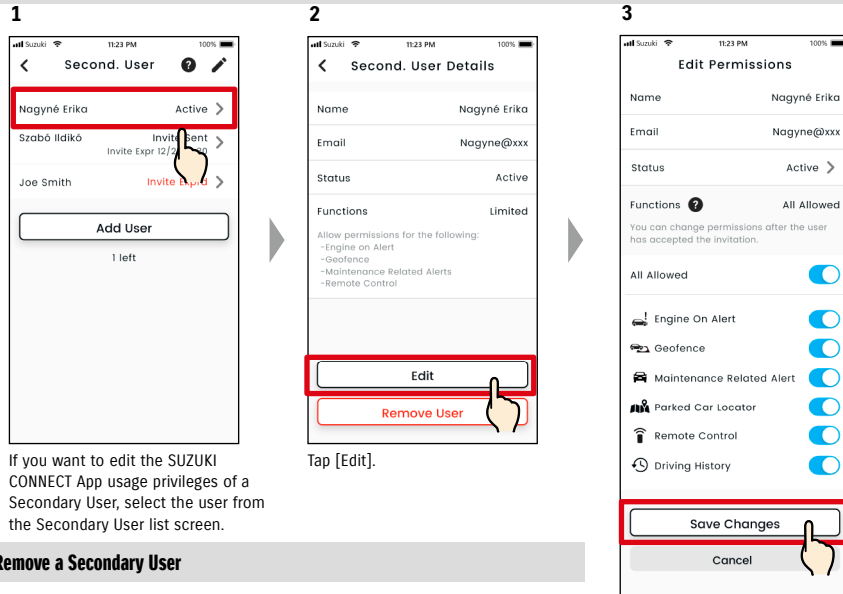 1
Suzuki 11:23 PM 100%
Second. User ?
Nagyné Erika Active
Szabó Ildikó Invite Sent
Invite Expr 12/2
Joe Smith Invite
Add User
1 left
If you want to edit the SUZUKI
CONNECT App usage privileges of a
Secondary User, select the user from
the Secondary User list screen.
2
Suzuki 11:23 PM 100%
Second. User Details
Name Nagyné Erika
Email Nagyne@xxx
Status Active
Functions Limited
Allow permissions for the following:
-Engine on Alert
-Geofence
-Maintenance Related Alerts
-Remote Control
Edit
Remove User
Tap [Edit].
3
Suzuki 11:23 PM 100%
Edit Permissions
Name Nagyné Erika
Email Nagyne@xxx
Status Active
Functions ? All Allowed
You can change permissions after the user
has accepted the invitation.
All Allowed
Engine On Alert
Geofence
Maintenance Related Alert
Parked Car Locator
Remote Control
Driving History
Save Changes
Cancel
Remove a Secondary User